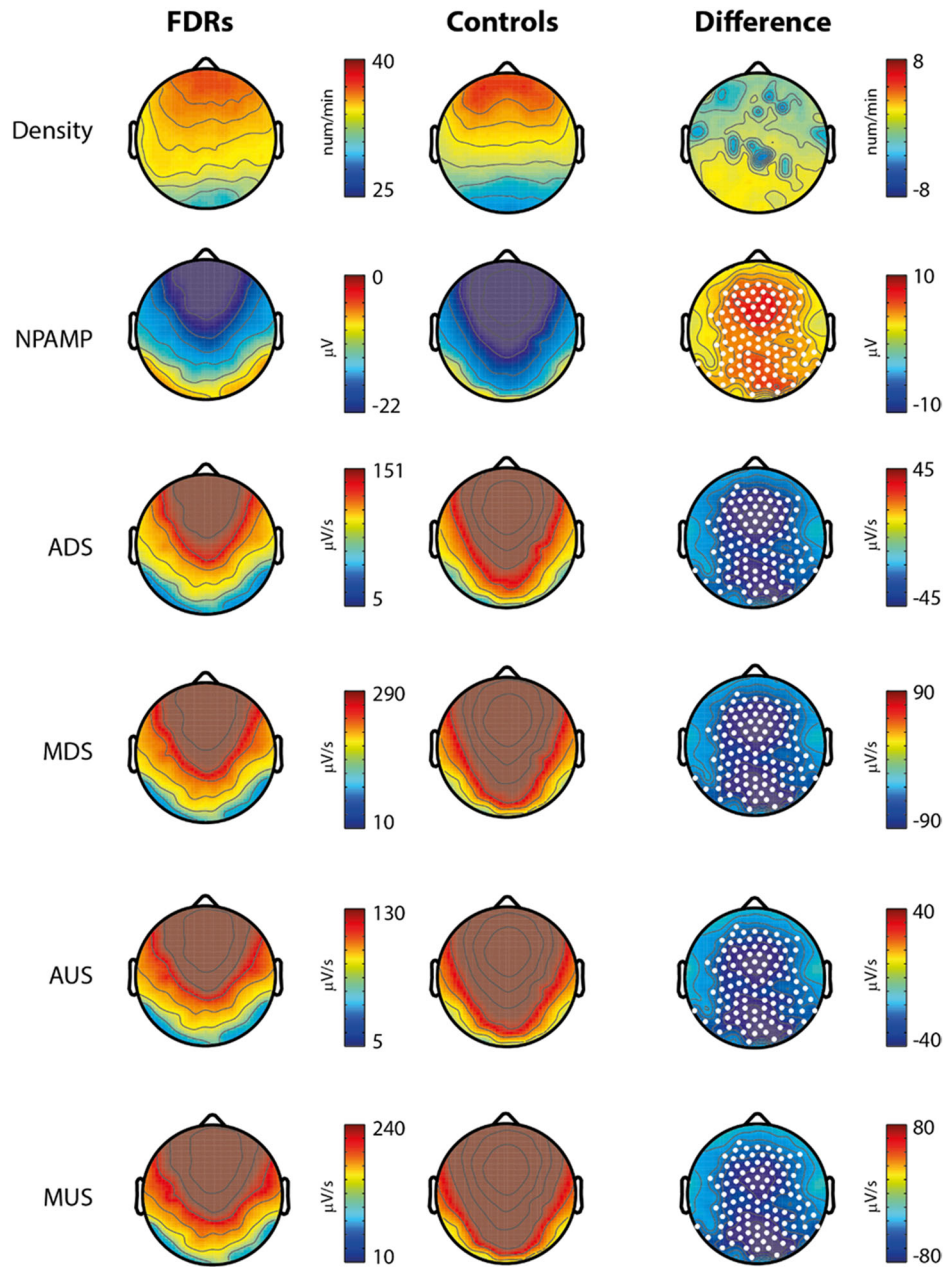 FDRs Controls Difference
Density 40 num/min 25 8 num/min -8
NPAMP 0 µV -22 10 µV -10
ADS 151 µV/s 5 45 µV/s -45
MDS 290 µV/s 10 90 µV/s -90
AUS 130 µV/s 5 40 µV/s -40
MUS 240 µV/s 10 80 µV/s -80